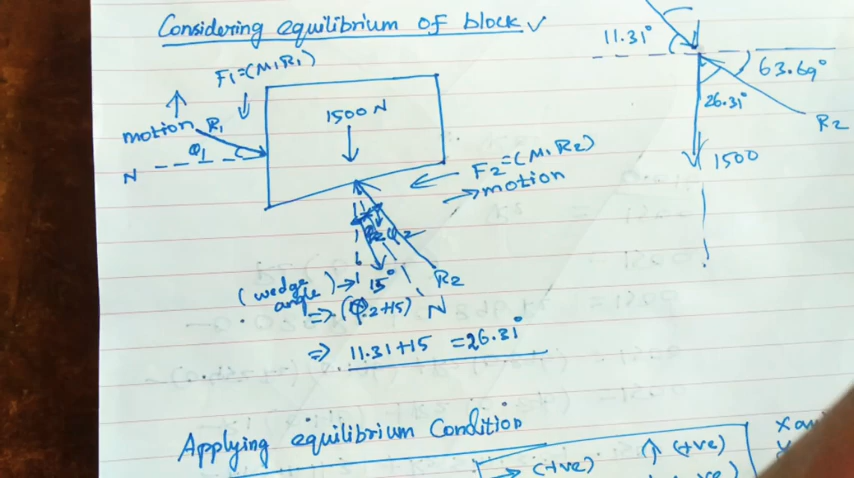 Considering equilibrium of block ✓
F1=(M1R1)
motion R1
φ1
N
1500 N
F2=(M1R2)
motion
15°
(wedge angle) →
R2
=> (φ2+15) N
=> 11.31+15 = 26.31°
11.31°
63.69°
26.31°
R2
1500
Applying equilibrium Condition
→ (+ve) ↑ (+ve)